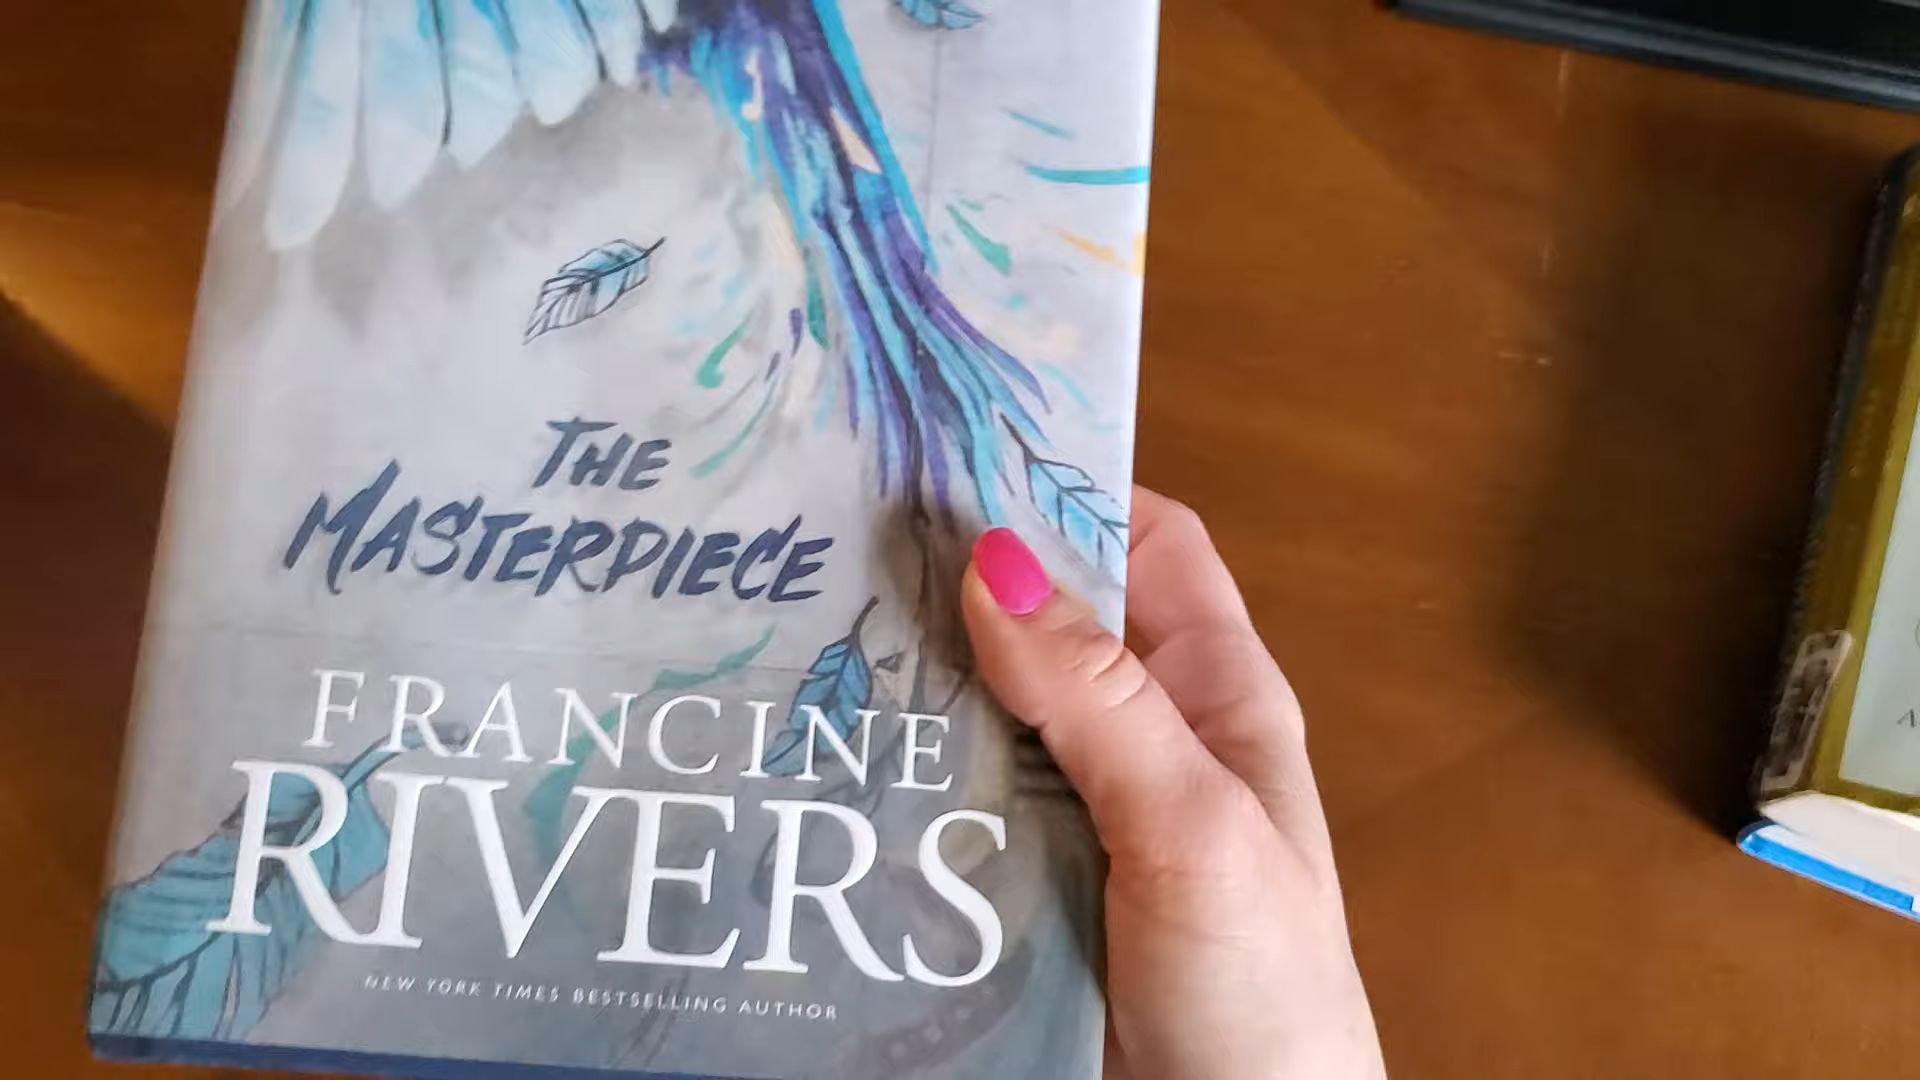 THE
MASTERPIECE
FRANCINE
RIVERS
NEW YORK TIMES BESTSELLING AUTHOR